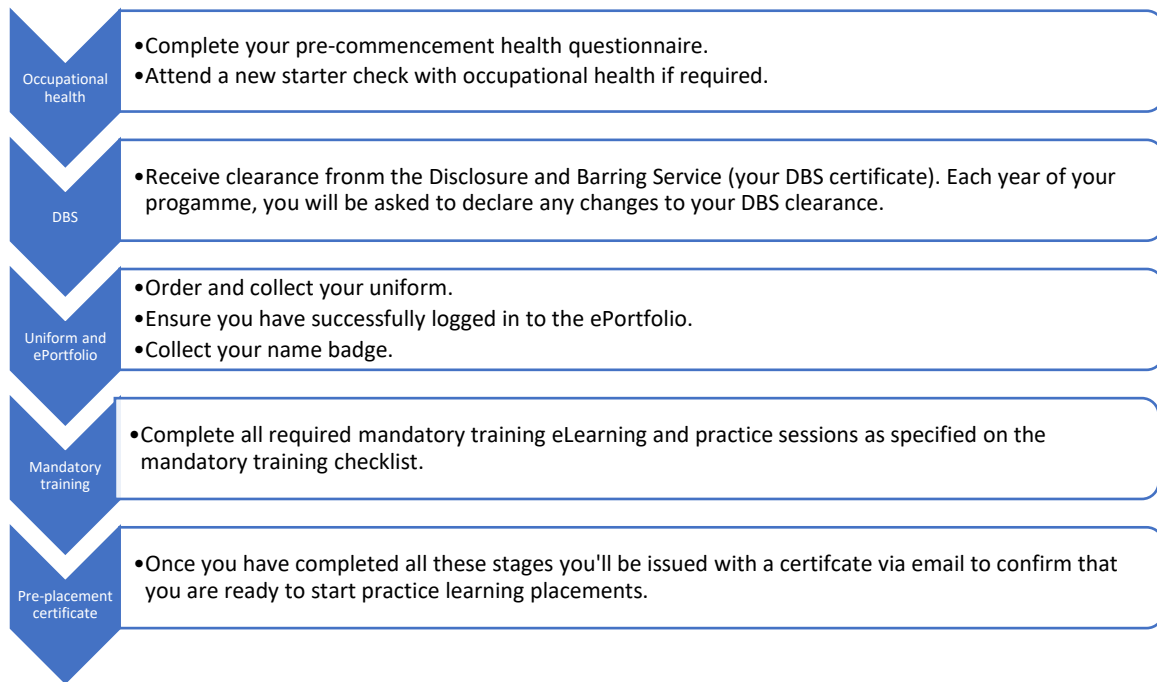 Occupational
health
•Complete your pre-commencement health questionnaire.
•Attend a new starter check with occupational health if required.
DBS
•Receive clearance fronm the Disclosure and Barring Service (your DBS certificate). Each year of your
progamme, you will be asked to declare any changes to your DBS clearance.
Uniform and
ePortfolio
•Order and collect your uniform.
•Ensure you have successfully logged in to the ePortfolio.
•Collect your name badge.
Mandatory
training
•Complete all required mandatory training eLearning and practice sessions as specified on the
mandatory training checklist.
Pre-placement
certificate
•Once you have completed all these stages you'll be issued with a certifcate via email to confirm that
you are ready to start practice learning placements.